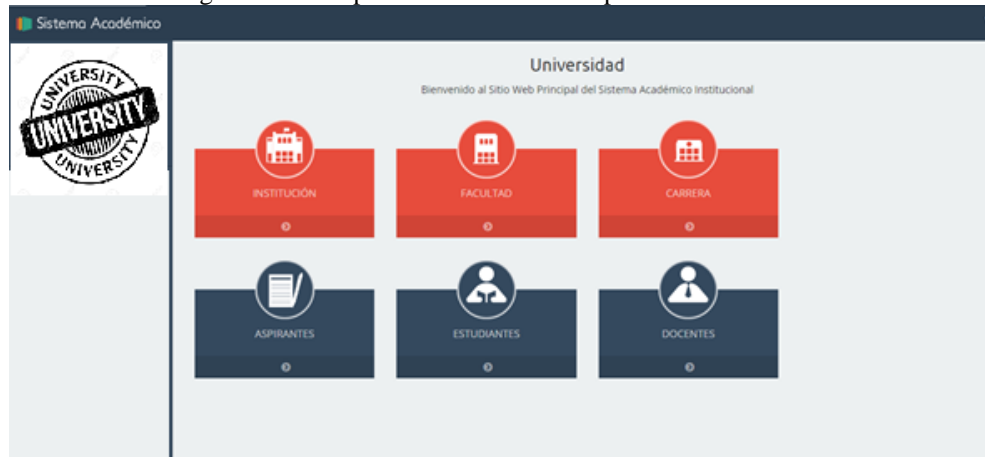 Sistema Académico
UNIVERSITY
UNIVERSITY
UNIVERSITY
Universidad
Bienvenido al Sitio Web Principal del Sistema Académico Institucional
INSTITUCIÓN
FACULTAD
CARRERA
ASPIRANTES
ESTUDIANTES
DOCENTES